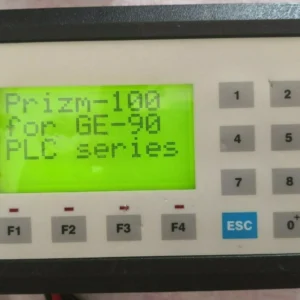 Prizm-100
for GE-90
PLC series
1 2
4 5
7 8
F1 F2 F3 F4 ESC 0